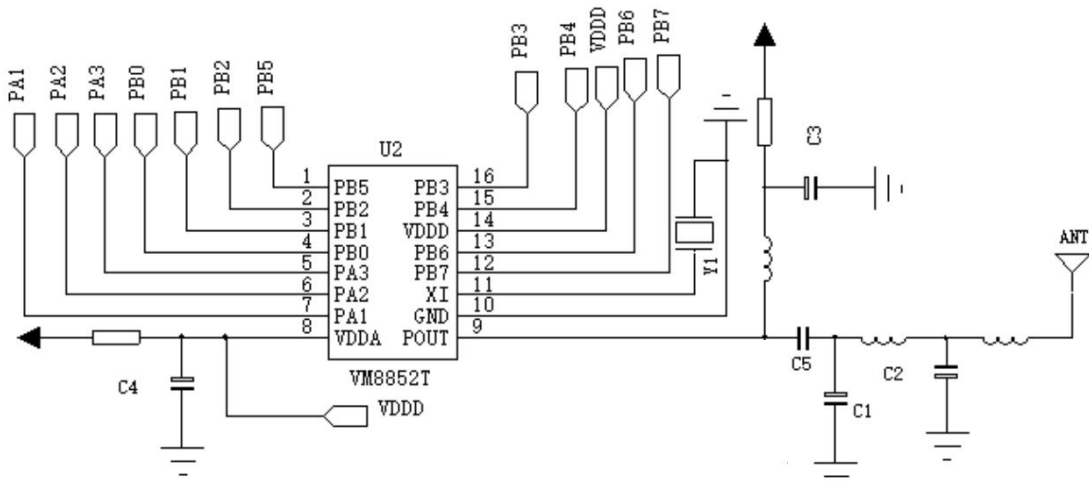 PA1
PA2
PA3
PB0
PB1
PB2
PB5
PB3
PB4
VDDD
PB6
PB7
U2
1 PB5 PB3 16
2 PB2 PB4 15
3 PB1 VDDD 14
4 PB0 PB6 13
5 PA3 PB7 12
6 PA2 XI 11
7 PA1 GND 10
8 VDDA POUT 9
VM8852T
VDDD
C4
Y1
C3
ANT
C5
C1
C2